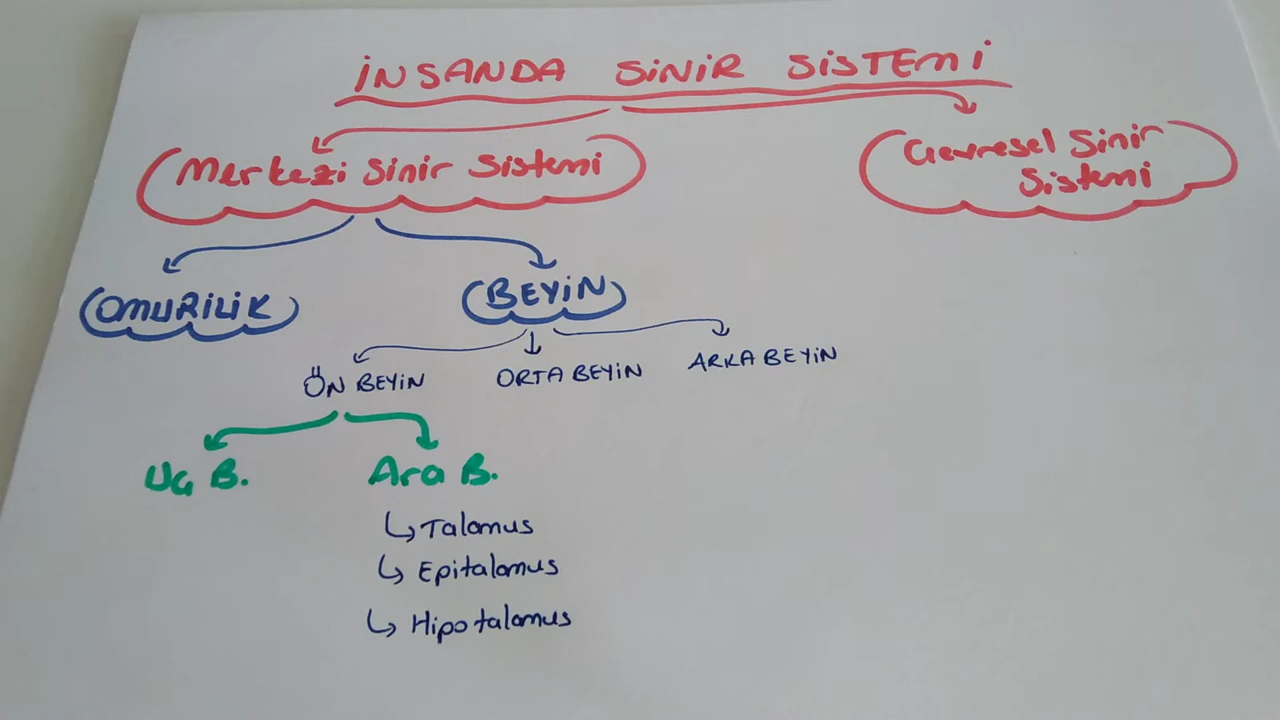 İNSANDA SİNİR SİSTEMİ
Merkezi Sinir Sistemi
Çevresel Sinir
Sistemi
OMURİLİK
BEYİN
ÖN BEYİN
ORTA BEYİN
ARKA BEYİN
Uç B.
Ara B.
↳ Talamus
↳ Epitalamus
↳ Hipotalamus